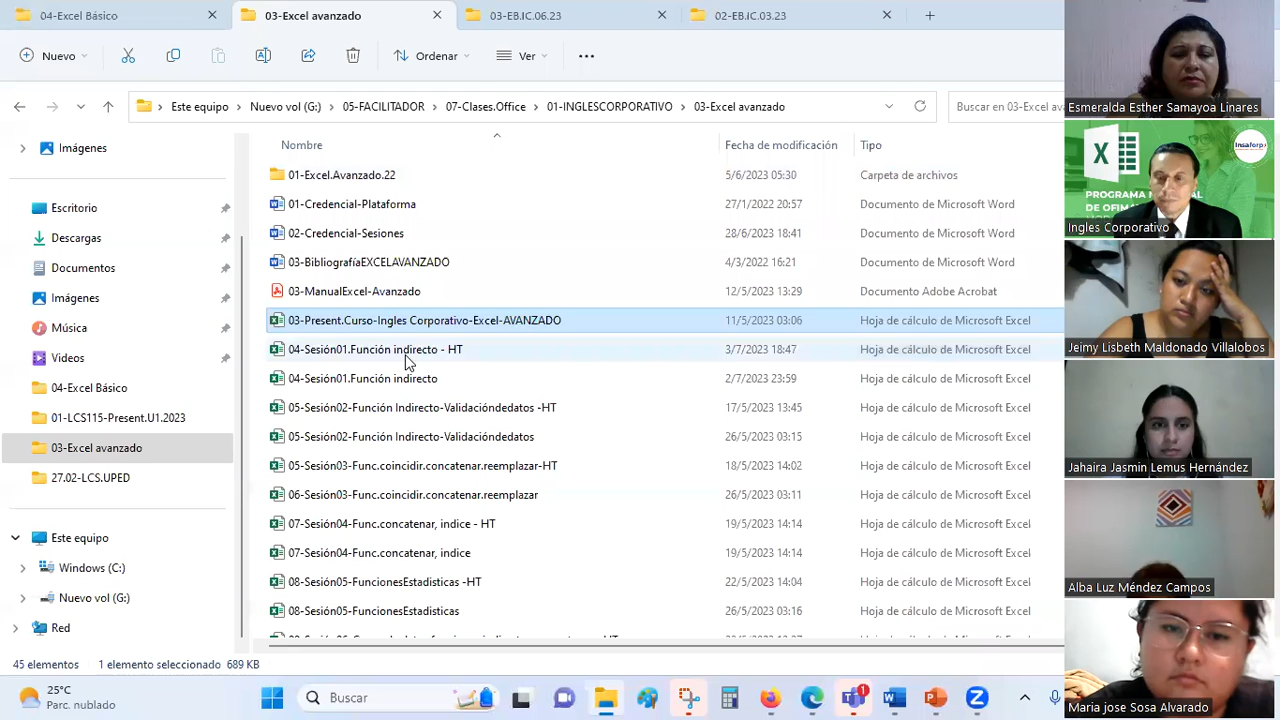 04-Excel Básico
03-Excel avanzado
03-EB.IC.06.23
02-EB.IC.03.23
Nuevo
Ordenar
Ver
Este equipo > Nuevo vol (G:) > 05-FACILITADOR > 07-Clases.Office > 01-INGLESCORPORATIVO > 03-Excel avanzado
Buscar en 03-Excel ava
Imágenes
Escritorio
Descargas
Documentos
Imágenes
Música
Videos
04-Excel Básico
01-LCS115-Present.U1.2023
03-Excel avanzado
27.02-LCS.UPED
Este equipo
Windows (C:)
Nuevo vol (G:)
Red
Nombre Fecha de modificación Tipo
01-Excel.Avanzado.22 5/6/2023 05:30 Carpeta de archivos
01-Credencial-Plataforma 27/1/2022 20:57 Documento de Microsoft Word
02-Credencial-Sesiones 28/6/2023 18:41 Documento de Microsoft Word
03-BibliografíaEXCELAVANZADO 4/3/2022 16:21 Documento de Microsoft Word
03-ManualExcel-Avanzado 12/5/2023 13:29 Documento Adobe Acrobat
03-Present.Curso-Ingles Corporativo-Excel-AVANZADO 11/5/2023 03:06 Hoja de cálculo de Microsoft Excel
04-Sesión01.Función indirecto - HT 3/7/2023 18:47 Hoja de cálculo de Microsoft Excel
04-Sesión01.Función indirecto 2/7/2023 23:59 Hoja de cálculo de Microsoft Excel
05-Sesión02-Función Indirecto-Validacióndedatos -HT 17/5/2023 13:45 Hoja de cálculo de Microsoft Excel
05-Sesión02-Función Indirecto-Validacióndedatos 26/5/2023 03:15 Hoja de cálculo de Microsoft Excel
05-Sesión03-Func.coincidir.concatenar.reemplazar-HT 18/5/2023 14:02 Hoja de cálculo de Microsoft Excel
06-Sesión03-Func.coincidir.concatenar.reemplazar 26/5/2023 03:11 Hoja de cálculo de Microsoft Excel
07-Sesión04-Func.concatenar, indice - HT 19/5/2023 14:14 Hoja de cálculo de Microsoft Excel
07-Sesión04-Func.concatenar, indice 19/5/2023 14:14 Hoja de cálculo de Microsoft Excel
08-Sesión05-FuncionesEstadisticas -HT 22/5/2023 14:04 Hoja de cálculo de Microsoft Excel
08-Sesión05-FuncionesEstadisticas 26/5/2023 03:16 Hoja de cálculo de Microsoft Excel
45 elementos 1 elemento seleccionado 689 KB
25°C
Parc. nublado
Buscar
1
Esmeralda Esther Samayoa Linares
X
Insaforp
PROGRAMA
DE
Ingles Corporativo
Jeimy Lisbeth Maldonado Villalobos
Jahaira Jasmin Lemus Hernández
Alba Luz Méndez Campos
Maria jose Sosa Alvarado